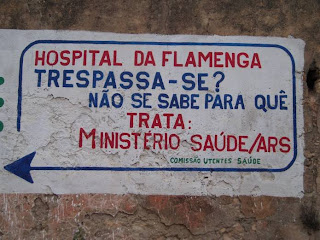 HOSPITAL DA FLAMENGA
TRESPASSA-SE?
NÃO SE SABE PARA QUÊ
TRATA:
MINISTÉRIO SAÚDE/ARS
COMISSÃO UTENTES SAÚDE